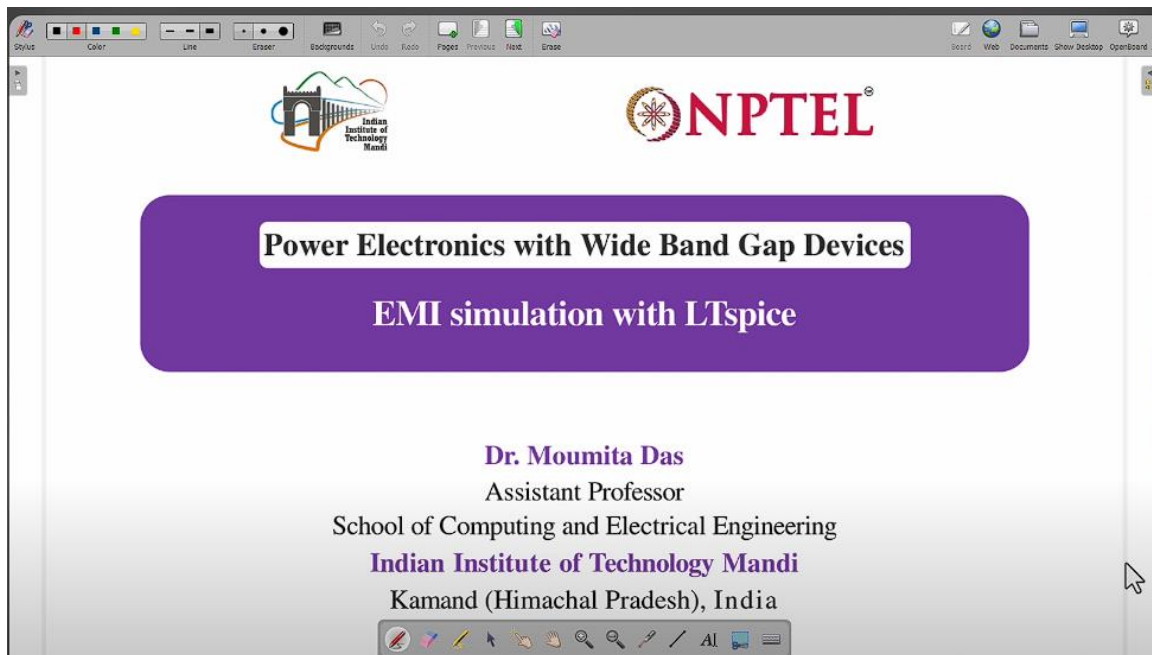 Stylus Color Line Eraser Backgrounds Undo Redo Pages Previous Next Erase Board Web Documents Show Desktop OpenBoard
Indian
Institute of
Technology
Mandi
NPTEL
Power Electronics with Wide Band Gap Devices
EMI simulation with LTspice
Dr. Moumita Das
Assistant Professor
School of Computing and Electrical Engineering
Indian Institute of Technology Mandi
Kamand (Himachal Pradesh), India
AI